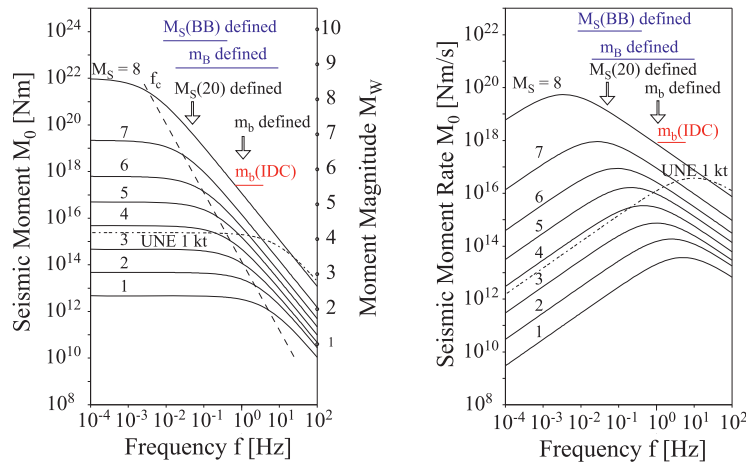 M_S(BB) defined
m_B defined
M_S = 8
f_c
M_S(20) defined
m_b defined
m_b(IDC)
7
6
5
4
3
2
1
UNE 1 kt
Seismic Moment M_0 [Nm]
10^24
10^22
10^20
10^18
10^16
10^14
10^12
10^10
10^8
10^-4 10^-3 10^-2 10^-1 10^0 10^1 10^2
Frequency f [Hz]
Moment Magnitude M_W
10
9
8
7
6
5
4
3
2
1
M_S(BB) defined
m_B defined
M_S(20) defined
M_S = 8
m_b defined
m_b(IDC)
7
UNE 1 kt
6
5
4
3
2
1
Seismic Rate M_0 [Nm/s]
10^22
10^20
10^18
10^16
10^14
10^12
10^10
10^8
10^-4 10^-3 10^-2 10^-1 10^0 10^1 10^2
Frequency f [Hz]